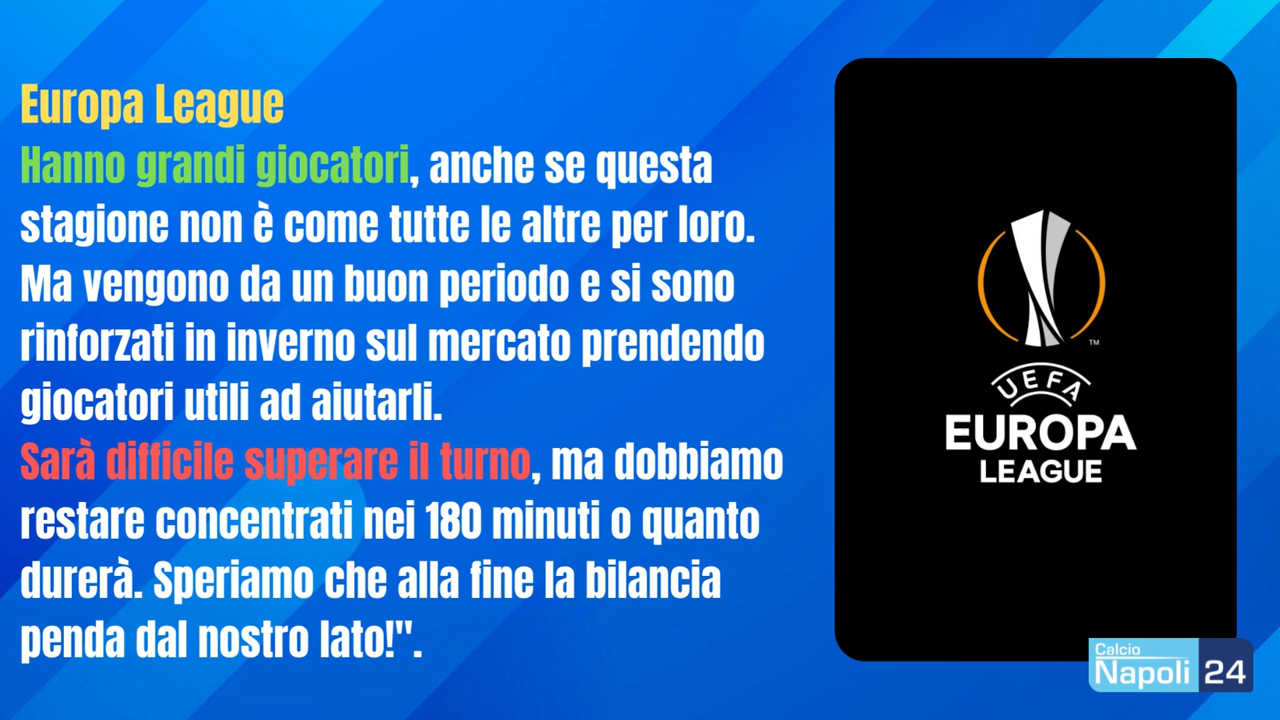 Europa League
Hanno grandi giocatori, anche se questa
stagione non è come tutte le altre per loro.
Ma vengono da un buon periodo e si sono
rinforzati in inverno sul mercato prendendo
giocatori utili ad aiutarli.
Sarà difficile superare il turno, ma dobbiamo
restare concentrati nei 180 minuti o quanto
durerà. Speriamo che alla fine la bilancia
penda dal nostro lato!".
TM
UEFA
EUROPA
LEAGUE
Calcio
Napoli 24